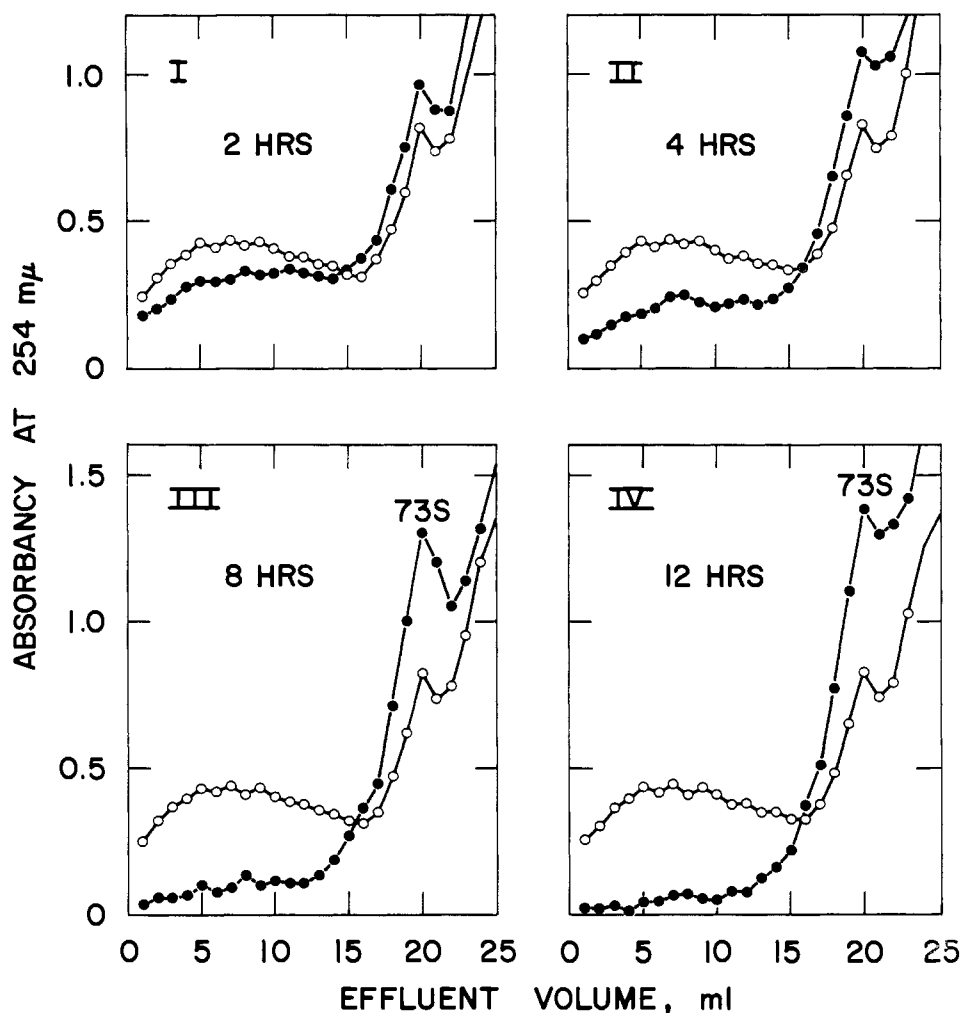 I
2 HRS
1.0
0.5
0
II
4 HRS
ABSORBANCY AT 254 mμ
III
73S
8 HRS
1.5
1.0
0.5
0
IV
73S
12 HRS
0 5 10 15 20 25
0 5 10 15 20 25
EFFLUENT VOLUME, ml